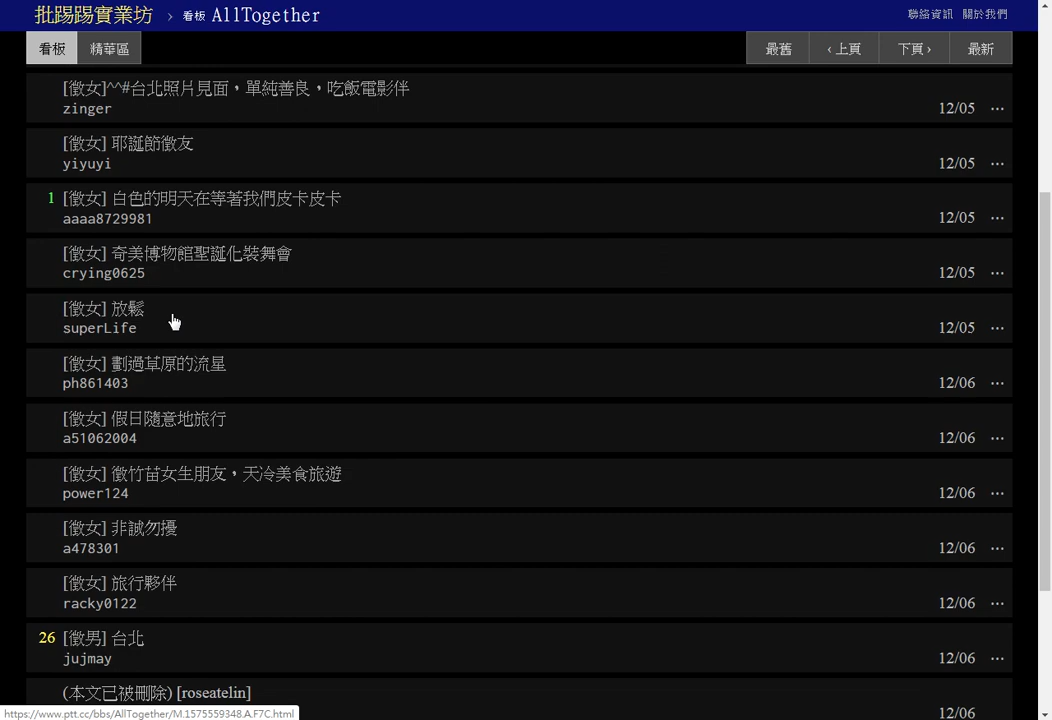 批踢踢實業坊 › 看板 AllTogether 聯絡資訊 關於我們
看板 精華區 最舊 ‹ 上頁 下頁 › 最新
[徵女]^^#台北照片見面，單純善良，吃飯電影伴
zinger 12/05 ⋯
[徵女] 耶誕節徵友
yiyuyi 12/05 ⋯
1 [徵女] 白色的明天在等著我們皮卡皮卡
aaaa8729981 12/05 ⋯
[徵女] 奇美博物館聖誕化裝舞會
crying0625 12/05 ⋯
[徵女] 放鬆
superLife 12/05 ⋯
[徵女] 劃過草原的流星
ph861403 12/06 ⋯
[徵女] 假日隨意地旅行
a51062004 12/06 ⋯
[徵女] 徵竹苗女生朋友，天冷美食旅遊
power124 12/06 ⋯
[徵女] 非誠勿擾
a478301 12/06 ⋯
[徵女] 旅行夥伴
racky0122 12/06 ⋯
26 [徵男] 台北
jujmay 12/06 ⋯
(本文已被刪除) [roseatelin]
12/06
https://www.ptt.cc/bbs/AllTogether/M.1575559348.A.F7C.html